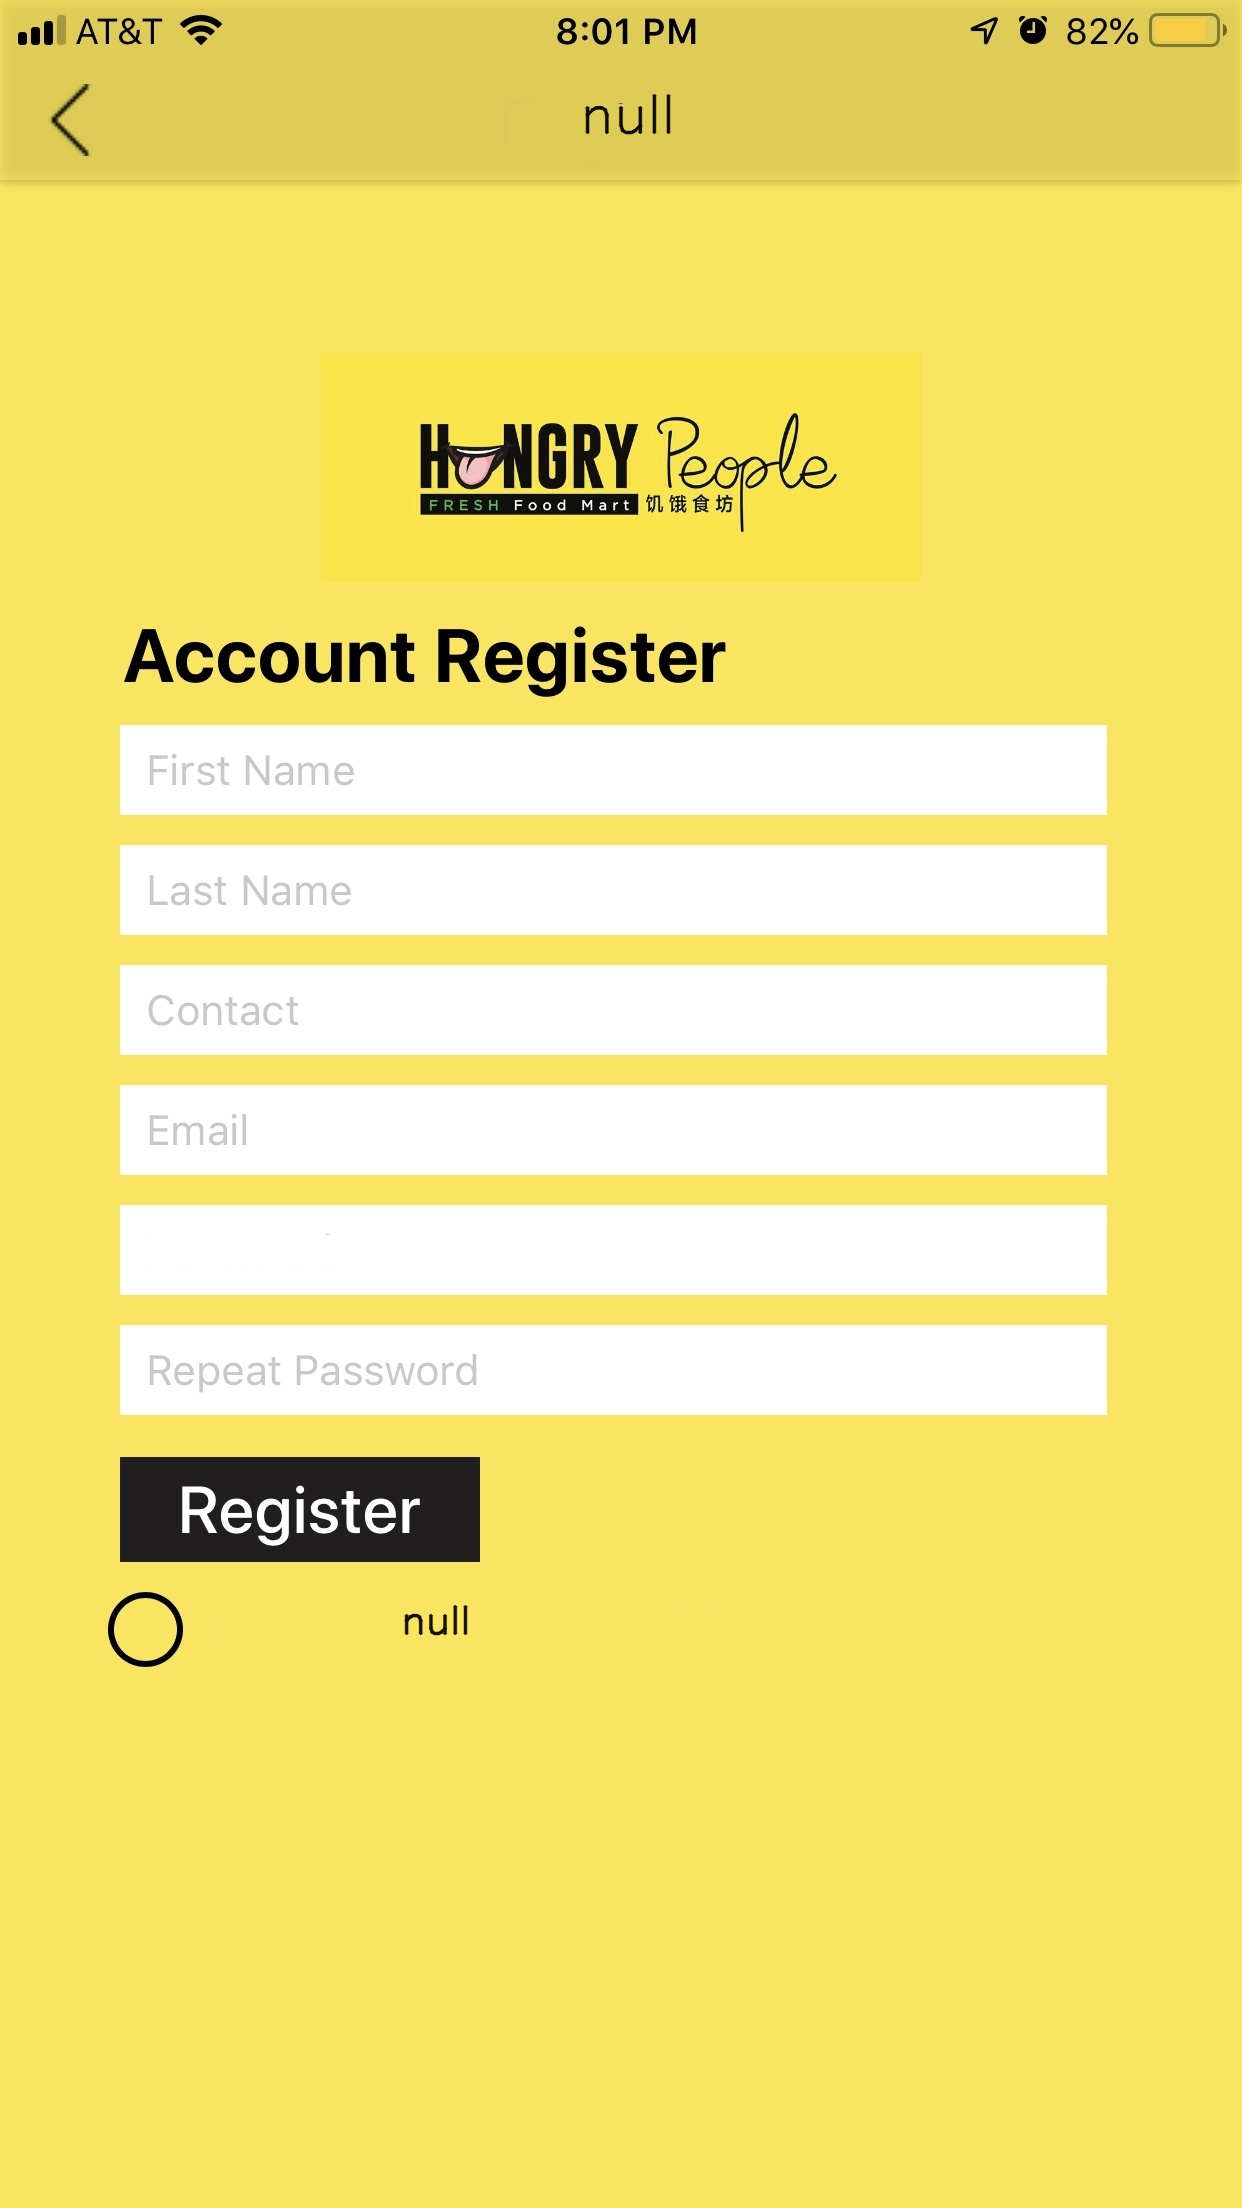 AT&T 8:01 PM 82%
null
HUNGRY People
FRESH Food Mart 饥饿食坊
Account Register
First Name
Last Name
Contact
Email
Repeat Password
Register
null